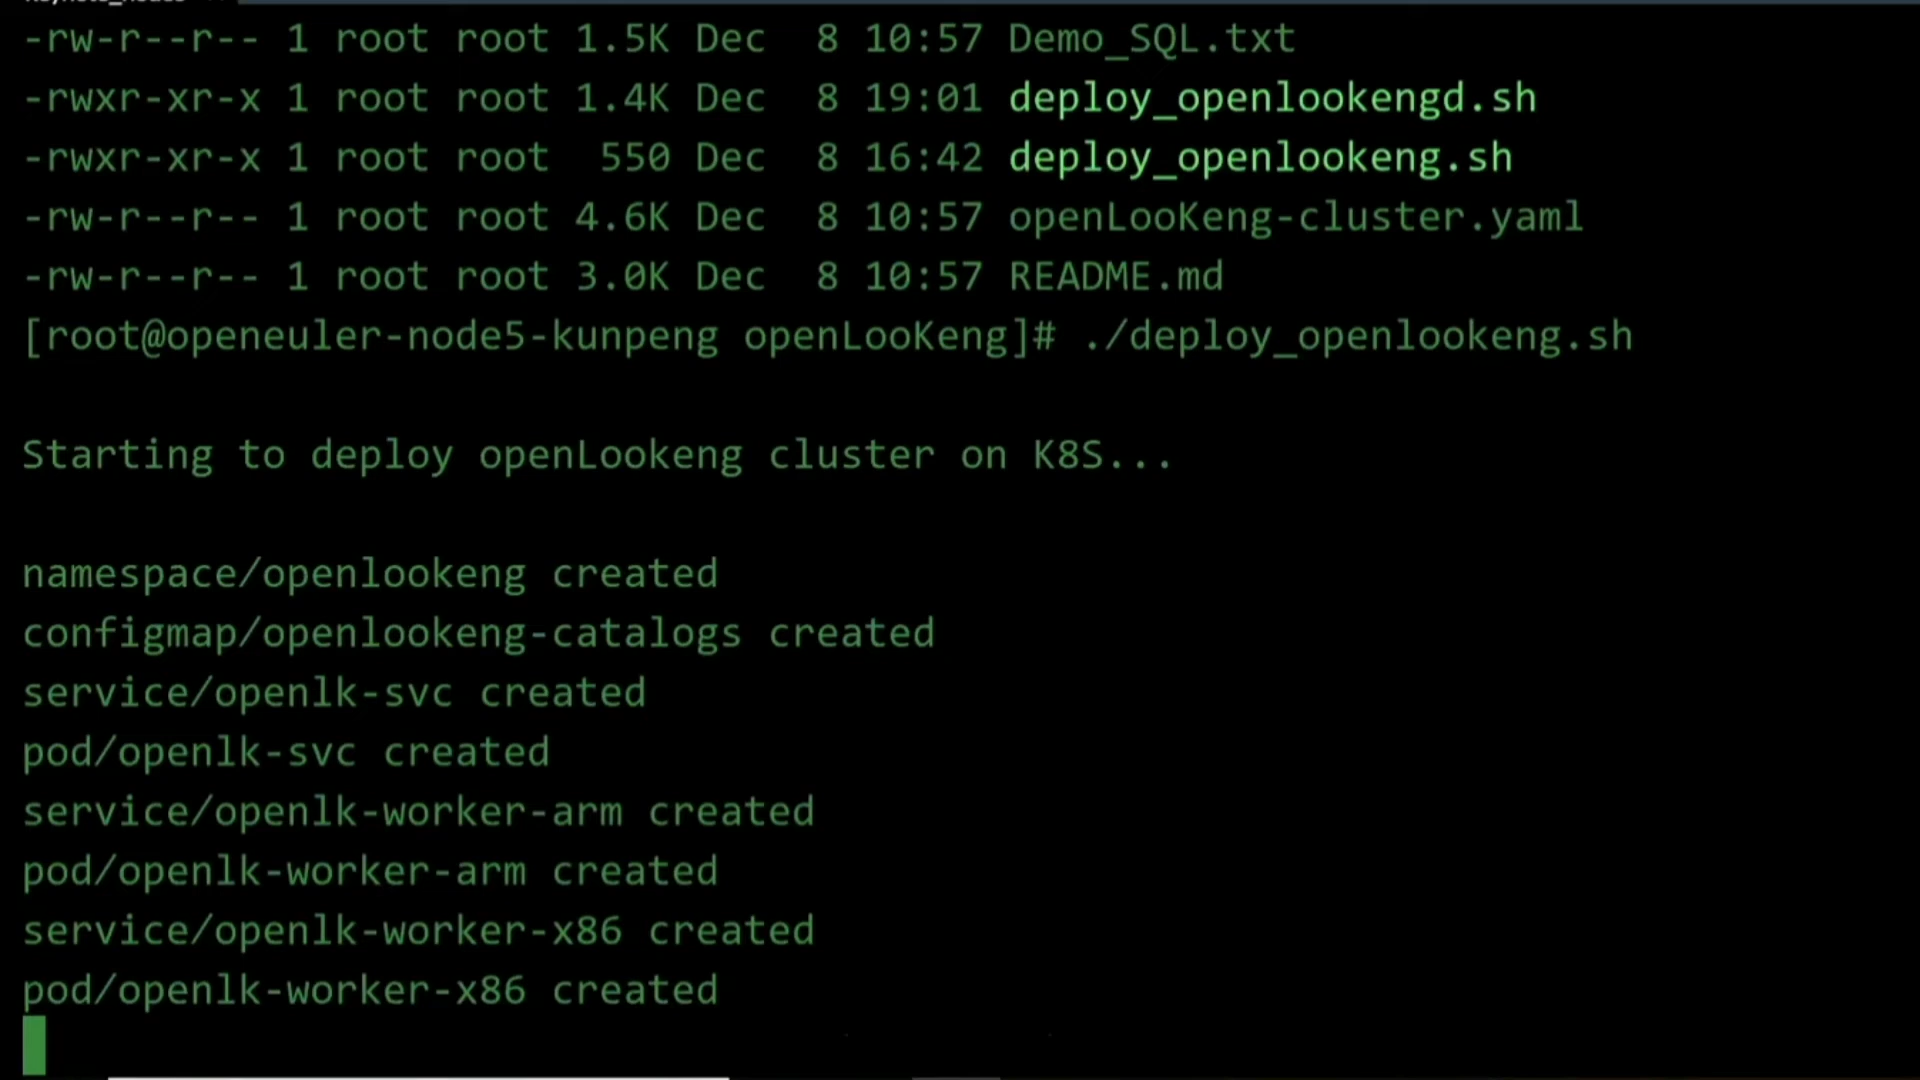 -rw-r--r-- 1 root root 1.5K Dec  8 10:57 Demo_SQL.txt
-rwxr-xr-x 1 root root 1.4K Dec  8 19:01 deploy_openlookengd.sh
-rwxr-xr-x 1 root root  550 Dec  8 16:42 deploy_openlookeng.sh
-rw-r--r-- 1 root root 4.6K Dec  8 10:57 openLooKeng-cluster.yaml
-rw-r--r-- 1 root root 3.0K Dec  8 10:57 README.md
[root@openeuler-node5-kunpeng openLooKeng]# ./deploy_openlookeng.sh
Starting to deploy openLookeng cluster on K8S...
namespace/openlookeng created
configmap/openlookeng-catalogs created
service/openlk-svc created
pod/openlk-svc created
service/openlk-worker-arm created
pod/openlk-worker-arm created
service/openlk-worker-x86 created
pod/openlk-worker-x86 created